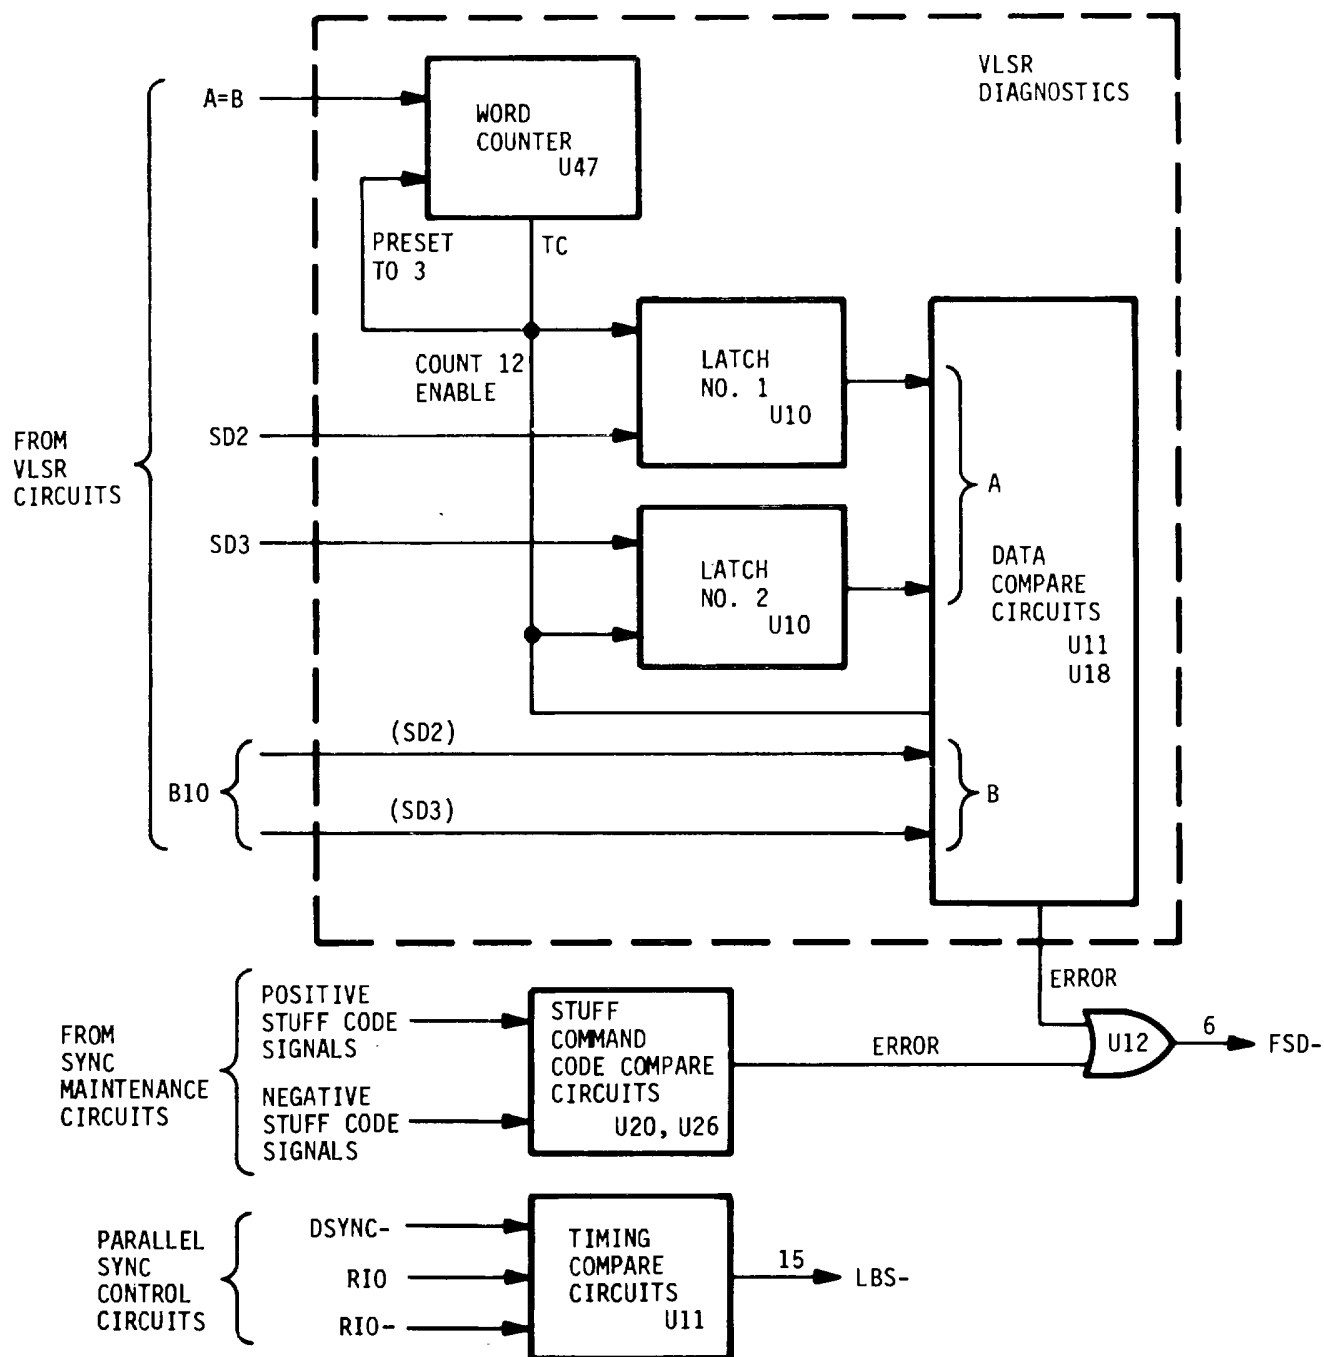 VLSR
DIAGNOSTICS
A=B
WORD
COUNTER
U47
PRESET
TO 3
TC
COUNT 12
ENABLE
LATCH
NO. 1
U10
SD2
FROM
VLSR
CIRCUITS
A
SD3
LATCH
NO. 2
U10
DATA
COMPARE
CIRCUITS
U11
U18
(SD2)
B10
(SD3)
B
ERROR
FROM
SYNC
MAINTENANCE
CIRCUITS
POSITIVE
STUFF CODE
SIGNALS
NEGATIVE
STUFF CODE
SIGNALS
STUFF
COMMAND
CODE COMPARE
CIRCUITS
U20, U26
ERROR
U12
6
FSD-
PARALLEL
SYNC
CONTROL
CIRCUITS
DSYNC-
RIO
RIO-
TIMING
COMPARE
CIRCUITS
U11
15
LBS-